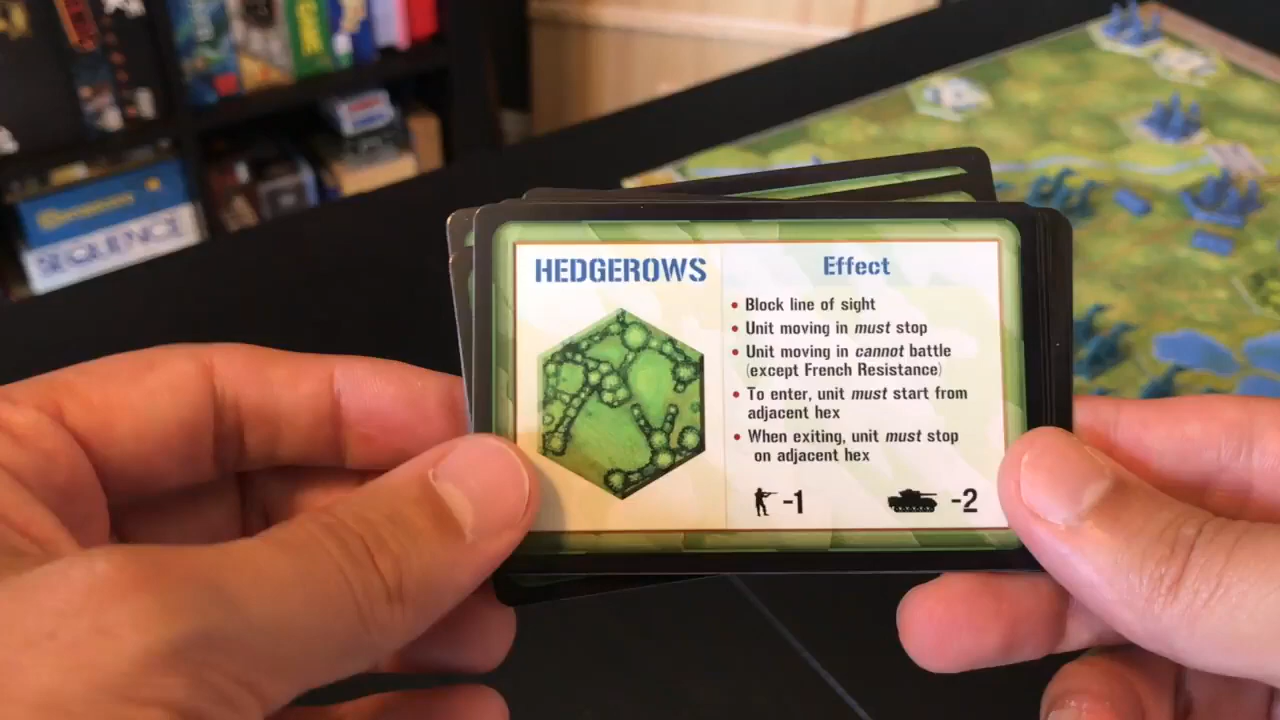 SEQUENCE
HEDGEROWS
Effect
• Block line of sight
• Unit moving in must stop
• Unit moving in cannot battle
(except French Resistance)
• To enter, unit must start from
adjacent hex
• When exiting, unit must stop
on adjacent hex
-1
-2